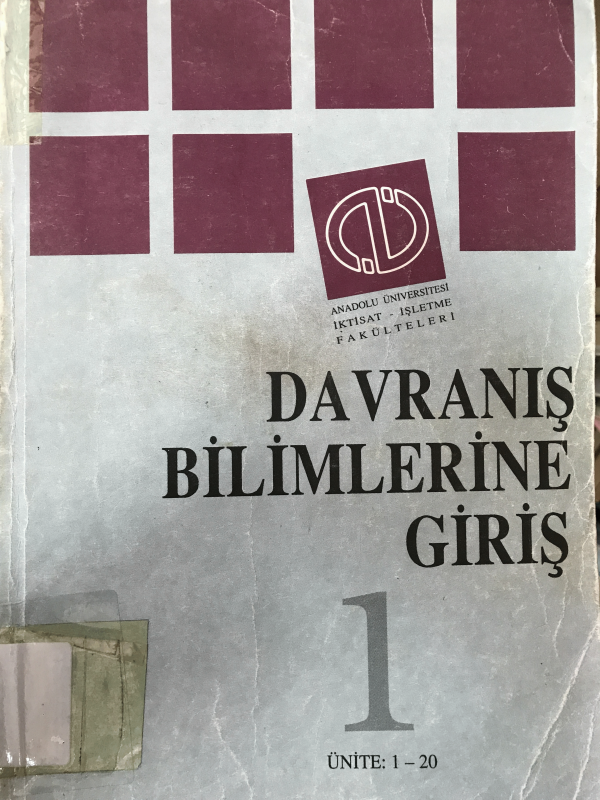 ANADOLU ÜNİVERSİTESİ
İKTİSAT - İŞLETME
FAKÜLTELERİ
DAVRANIŞ
BİLİMLERİNE
GİRİŞ
1
ÜNİTE: 1 – 20